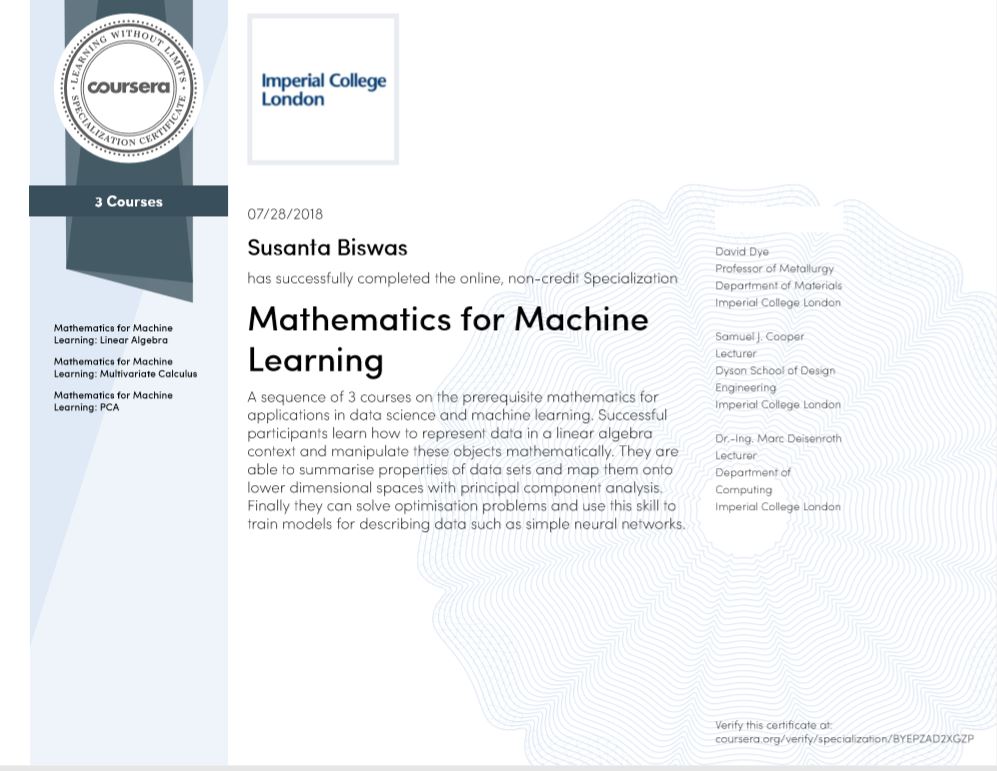 LEARNING WITHOUT LIMITS
coursera
SPECIALIZATION CERTIFICATE
3 Courses
Mathematics for Machine
Learning: Linear Algebra
Mathematics for Machine
Learning: Multivariate Calculus
Mathematics for Machine
Learning: PCA
Imperial College
London
07/28/2018
Susanta Biswas
has successfully completed the online, non-credit Specialization
Mathematics for Machine
Learning
A sequence of 3 courses on the prerequisite mathematics for
applications in data science and machine learning. Successful
participants learn how to represent data in a linear algebra
context and manipulate these objects mathematically. They are
able to summarise properties of data sets and map them onto
lower dimensional spaces with principal component analysis.
Finally they can solve optimisation problems and use this skill to
train models for describing data such as simple neural networks.
David Dye
Professor of Metallurgy
Department of Materials
Imperial College London
Samuel J. Cooper
Lecturer
Dyson School of Design
Engineering
Imperial College London
Dr.-Ing. Marc Deisenroth
Lecturer
Department of
Computing
Imperial College London
Verify this certificate at:
coursera.org/verify/specialization/BYEPZAD2XGZP